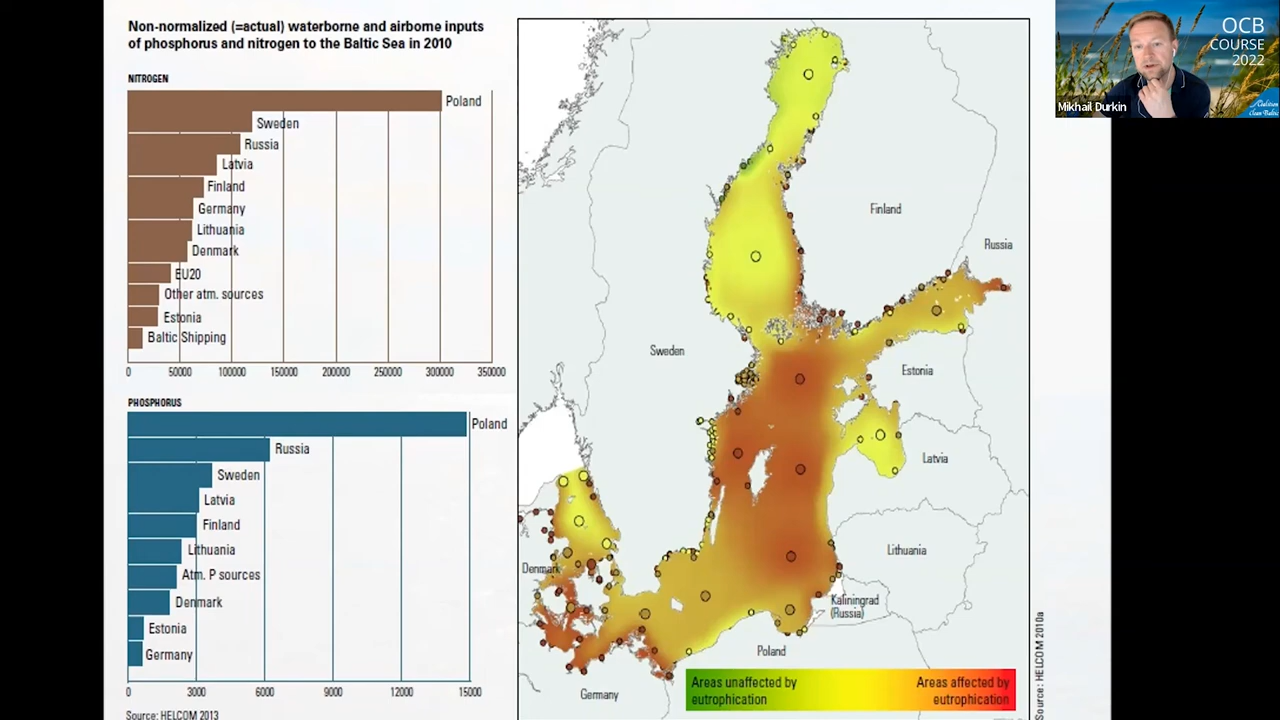 Non-normalized (=actual) waterborne and airborne inputs
of phosphorus and nitrogen to the Baltic Sea in 2010
NITROGEN
Poland
Sweden
Russia
Latvia
Finland
Germany
Lithuania
Denmark
EU20
Other atm. sources
Estonia
Baltic Shipping
0 50000 100000 150000 200000 250000 300000 350000
PHOSPHORUS
Poland
Russia
Sweden
Latvia
Finland
Lithuania
Atm. P sources
Denmark
Estonia
Germany
0 3000 6000 9000 12000 15000
Source: HELCOM 2013
Finland
Russia
Sweden
Estonia
Latvia
Lithuania
Denmark
Kaliningrad
(Russia)
Poland
Germany
Areas unaffected by
eutrophication
Areas affected by
eutrophication
Source: HELCOM 2010a
OCB
COURSE
2022
Mikhail Durkin
Coalition
Clean Baltic